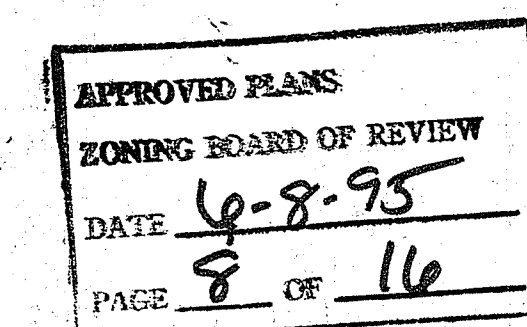 APPROVED PLANS
ZONING BOARD OF REVIEW
DATE 6-8-95
PAGE 8 OF 16